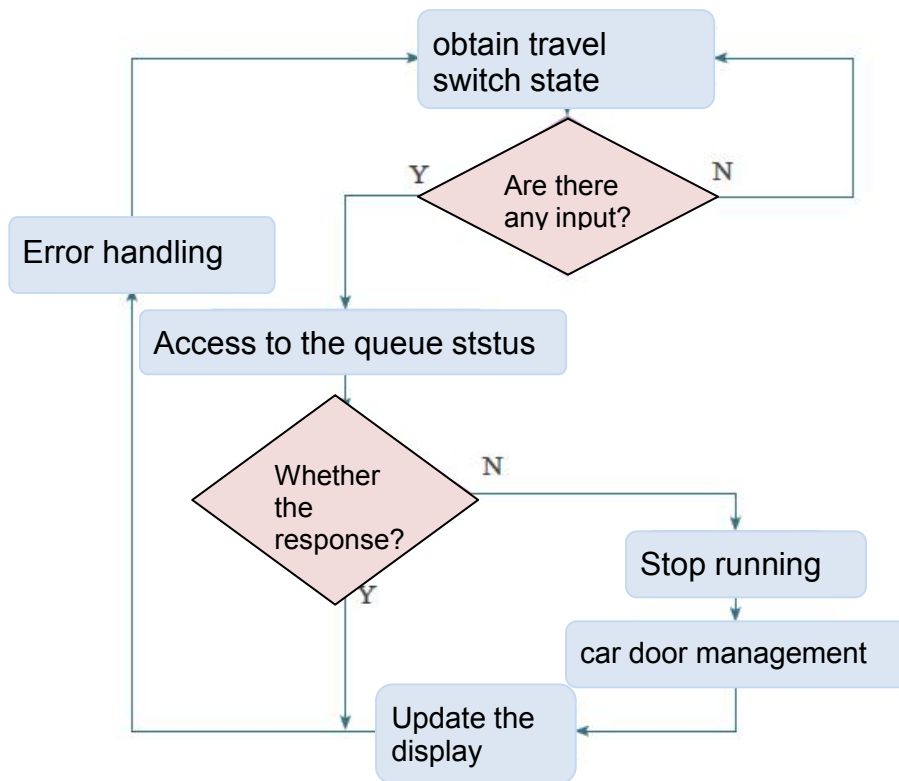 obtain travel
switch state
Y
N
Are there
any input?
Error handling
Access to the queue ststus
N
Whether
the
response?
Stop running
Y
car door management
Update the
display